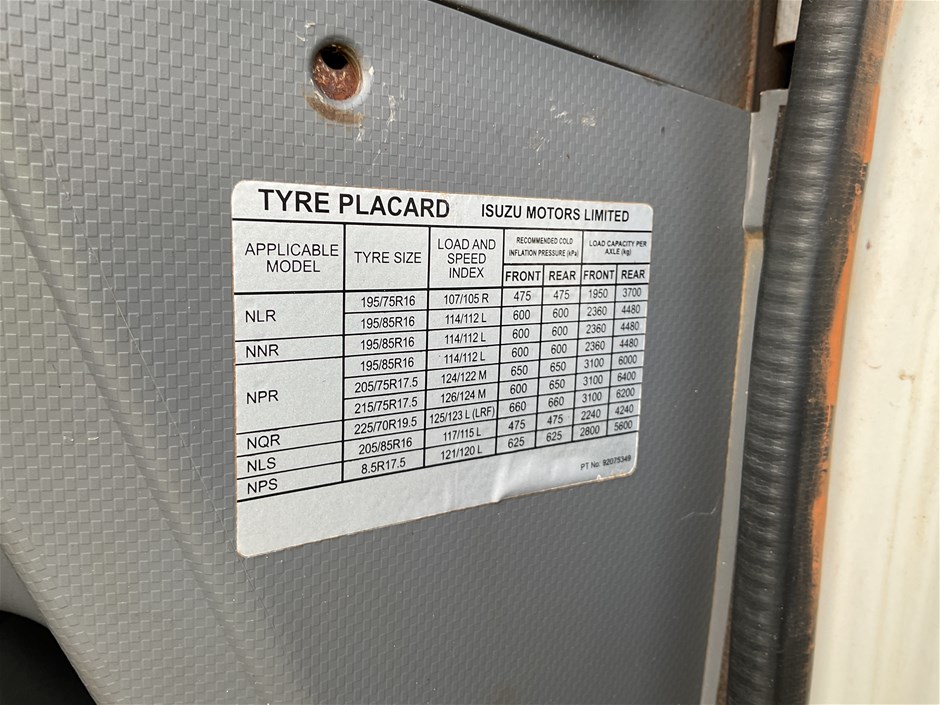 TYRE PLACARD ISUZU MOTORS LIMITED
APPLICABLE MODEL
TYRE SIZE
LOAD AND SPEED INDEX
RECOMMENDED COLD INFLATION PRESSURE (kPa)
LOAD CAPACITY PER AXLE (kg)
FRONT REAR FRONT REAR
NLR 195/75R16 107/105 R 475 475 1950 3700
195/85R16 114/112 L 600 600 2360 4480
NNR 195/85R16 114/112 L 600 600 2360 4480
NPR 195/85R16 114/112 L 600 600 2360 4480
205/75R17.5 124/122 M 650 650 3100 6000
215/75R17.5 126/124 M 600 650 3100 6400
NQR 225/70R19.5 125/123 L (LRF) 660 660 3100 6200
NLS 205/85R16 117/115 L 475 475 2240 4240
NPS 8.5R17.5 121/120 L 625 625 2800 5600
PT No: 92075349